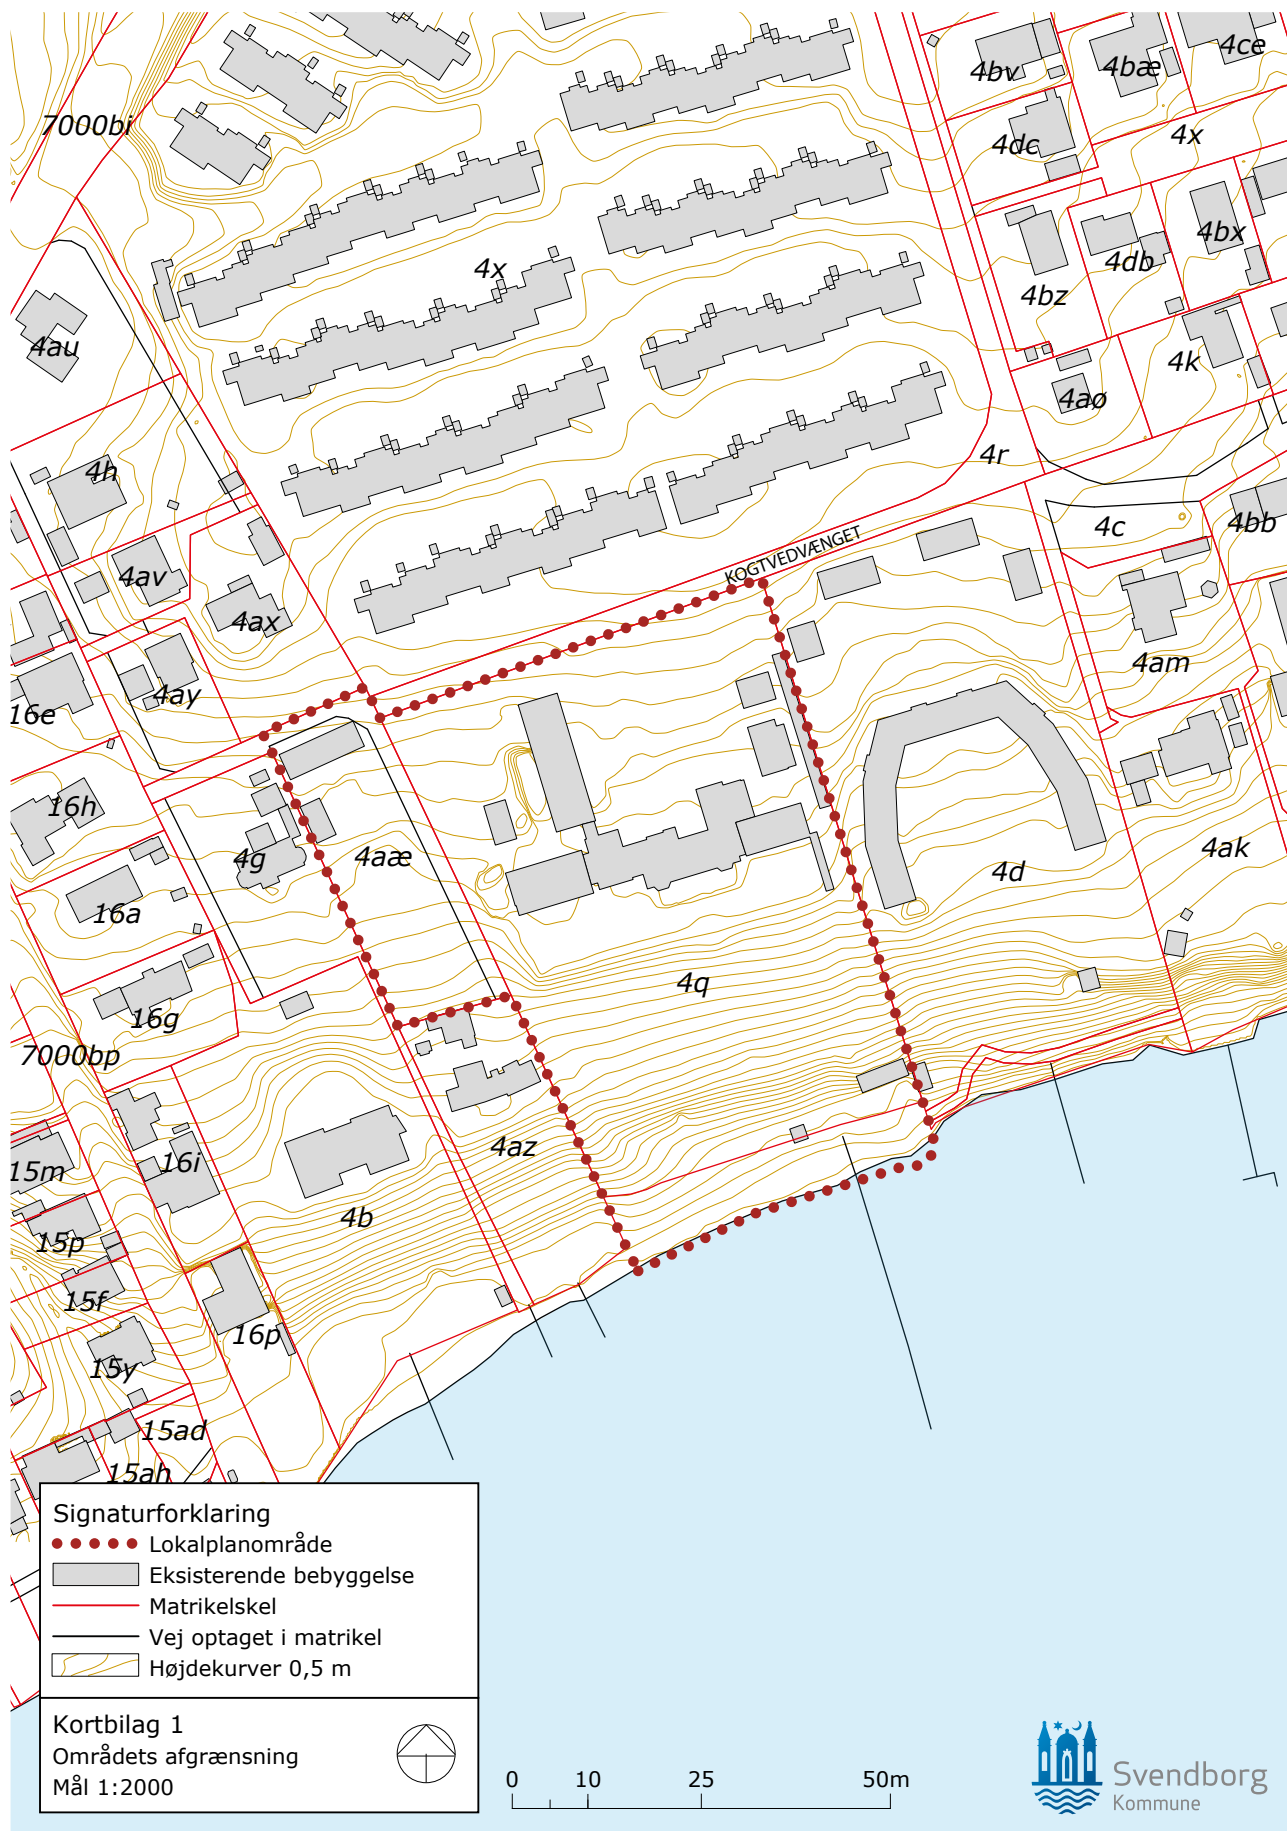 4bv
4bæ
4ce
7000bi
4dc
4x
4bx
4db
4x
4bz
4au
4k
4aø
4h
4r
4c
4bb
KOGTVEDVÆNGET
4av
4ax
4am
16e
4ay
16h
4g
4aæ
4ak
4d
16a
4q
16g
7000bp
4az
15m
16i
4b
15p
15f
16p
15y
15ad
15ah
Signaturforklaring
Lokalplanområde
Eksisterende bebyggelse
Matrikelskel
Vej optaget i matrikel
Højdekurver 0,5 m
Kortbilag 1
Områdets afgrænsning
Mål 1:2000
0 10 25 50m
Svendborg
Kommune